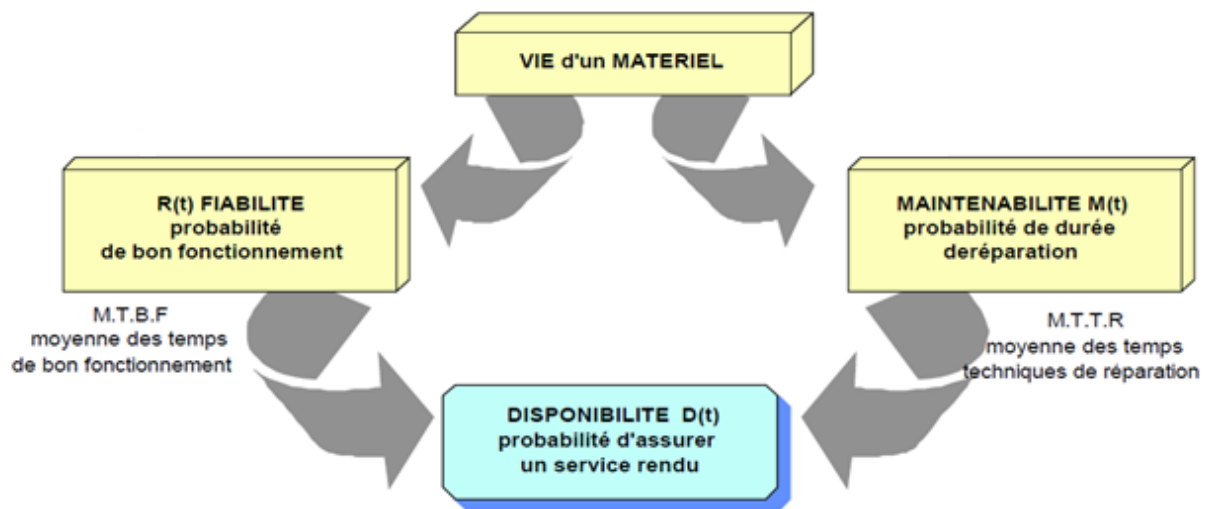 VIE d'un MATERIEL
R(t) FIABILITE
probabilité
de bon fonctionnement
MAINTENABILITE M(t)
probabilité de durée
deréparation
M.T.B.F
moyenne des temps
de bon fonctionnement
M.T.T.R
moyenne des temps
techniques de réparation
DISPONIBILITE D(t)
probabilité d'assurer
un service rendu